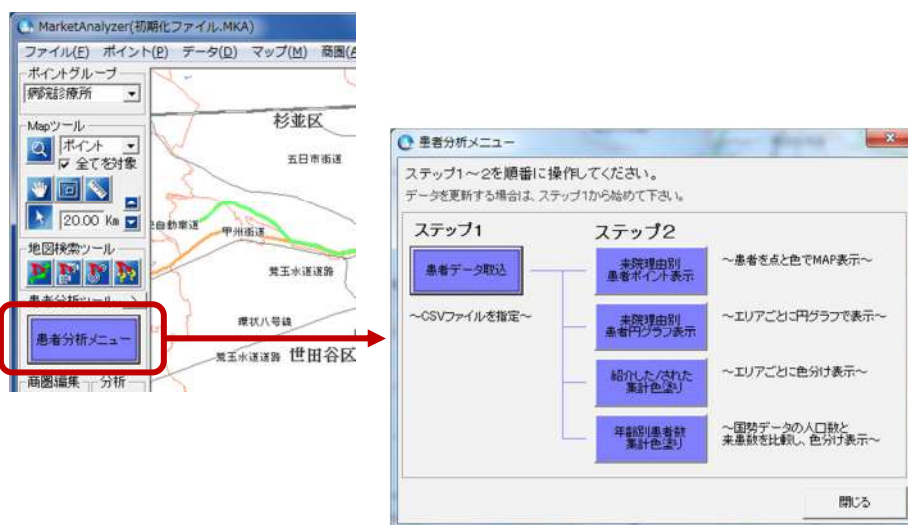 MarketAnalyzer(初期化ファイル.MKA)
ファイル(F) ポイント(P) データ(D) マップ(M) 商圏(A
ポイントグループ
病院診療所
Mapツール
ポイント
全てを対象
20.00 Km
地図検索ツール
患者分析ツール
患者分析メニュー
商圏編集 分析
杉並区
五日市街道
自動車道
甲州街道
荒玉水道道路
環状八号線
荒玉水道道路 世田谷区
患者分析メニュー
ステップ1~2を順番に操作してください。
データを更新する場合は、ステップ1から始めて下さい。
ステップ1
患者データ取込
~CSVファイルを指定~
ステップ2
来院理由別
患者ポイント表示
~患者を点と色でMAP表示~
来院理由別
患者円グラフ表示
~エリアごとに円グラフで表示~
紹介した/された
集計色塗り
~エリアごとに色分け表示~
年齢別患者数
集計色塗り
~国勢データの人口数と
来患数を比較し、色分け表示~
閉じる